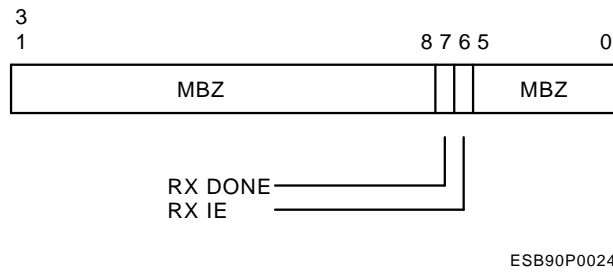 3
1 8 7 6 5 0
MBZ MBZ
RX DONE
RX IE
ESB90P0024